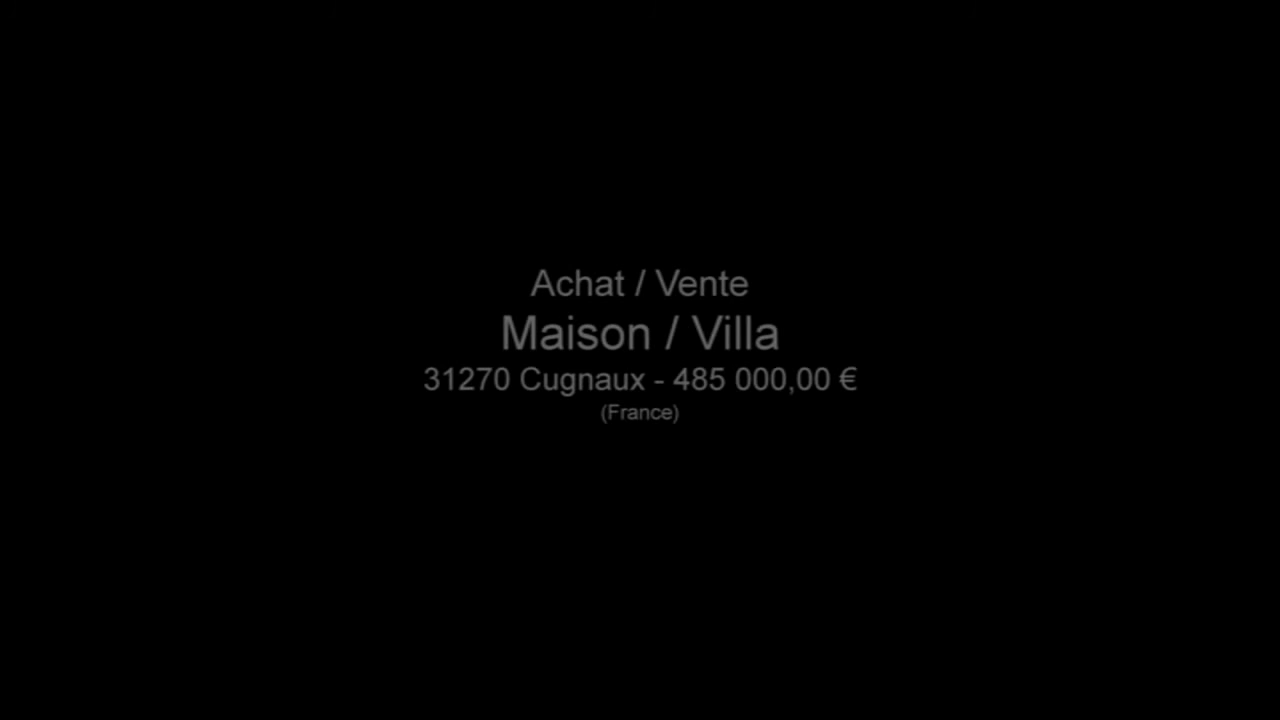 Achat / Vente
Maison / Villa
31270 Cugnaux - 485 000,00 €
(France)